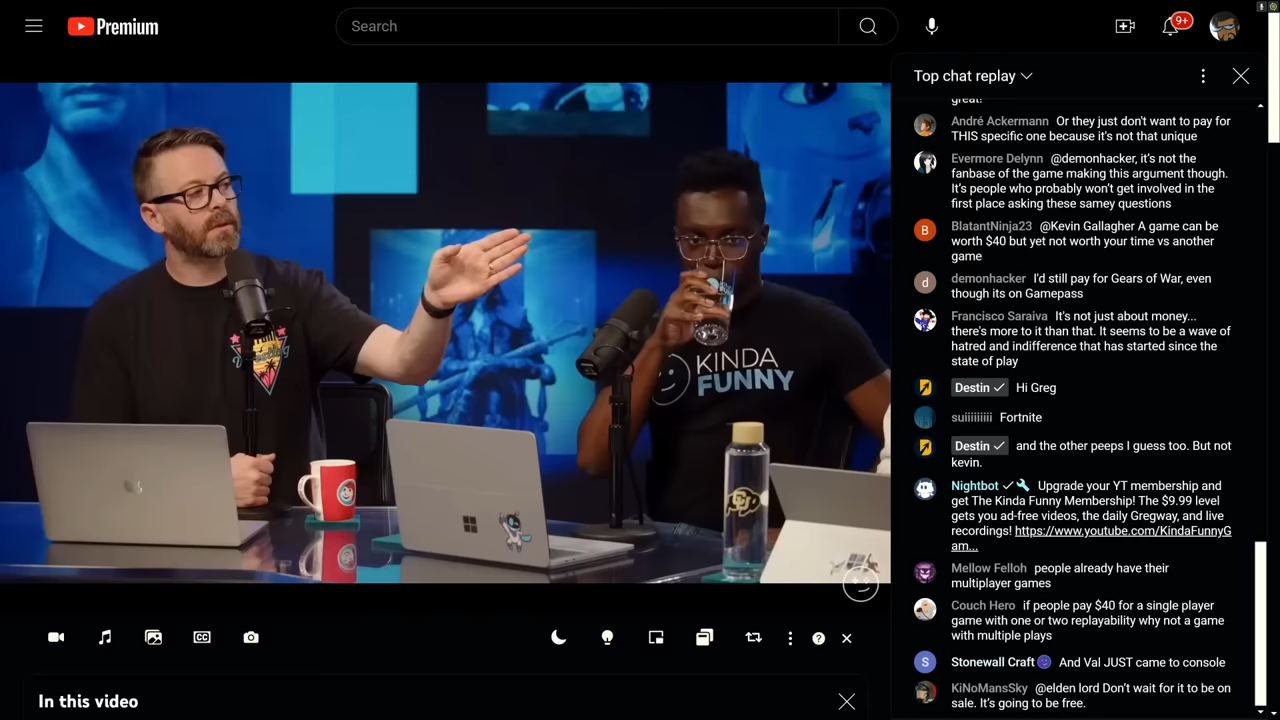 Premium
Search
9+
Top chat replay
great!
André Ackermann Or they just don't want to pay for
THIS specific one because it's not that unique
Evermore Delynn @demonhacker, it's not the
fanbase of the game making this argument though.
It's people who probably won't get involved in the
first place asking these samey questions
B BlatantNinja23 @Kevin Gallagher A game can be
worth $40 but yet not worth your time vs another
game
d demonhacker I'd still pay for Gears of War, even
though its on Gamepass
Francisco Saraiva It's not just about money...
there's more to it than that. It seems to be a wave of
hatred and indifference that has started since the
state of play
Destin Hi Greg
suiiiiiiiii Fortnite
Destin and the other peeps I guess too. But not
kevin.
Nightbot Upgrade your YT membership and
get The Kinda Funny Membership! The $9.99 level
gets you ad-free videos, the daily Gregway, and live
recordings! https://www.youtube.com/KindaFunnyG
am...
Mellow Felloh people already have their
multiplayer games
Couch Hero if people pay $40 for a single player
game with one or two replayability why not a game
with multiple plays
S Stonewall Craft And Val JUST came to console
KiNoMansSky @elden lord Don't wait for it to be on
sale. It's going to be free.
KINDA
FUNNY
CU
CC
In this video